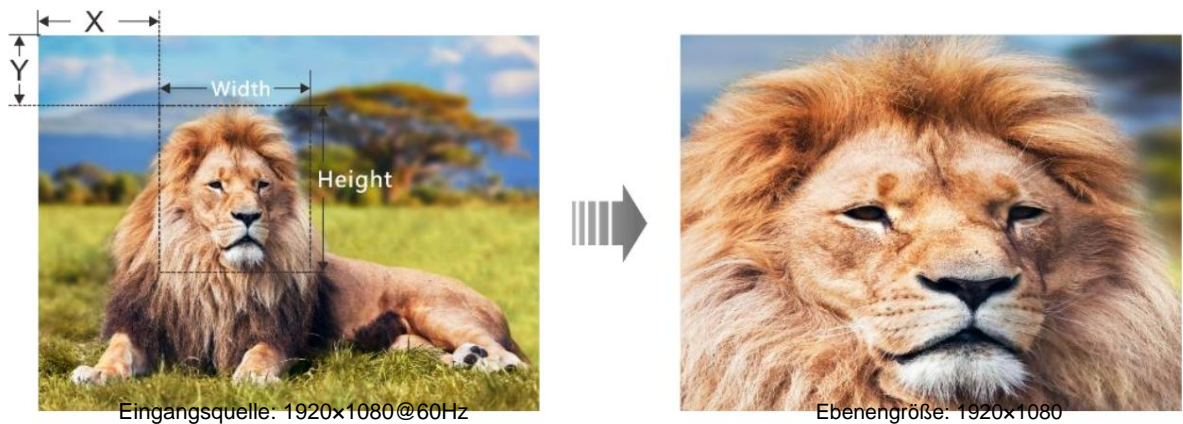 X
Y
Width
Height
Eingangsquelle: 1920×1080@60Hz
Ebenengröße: 1920×1080